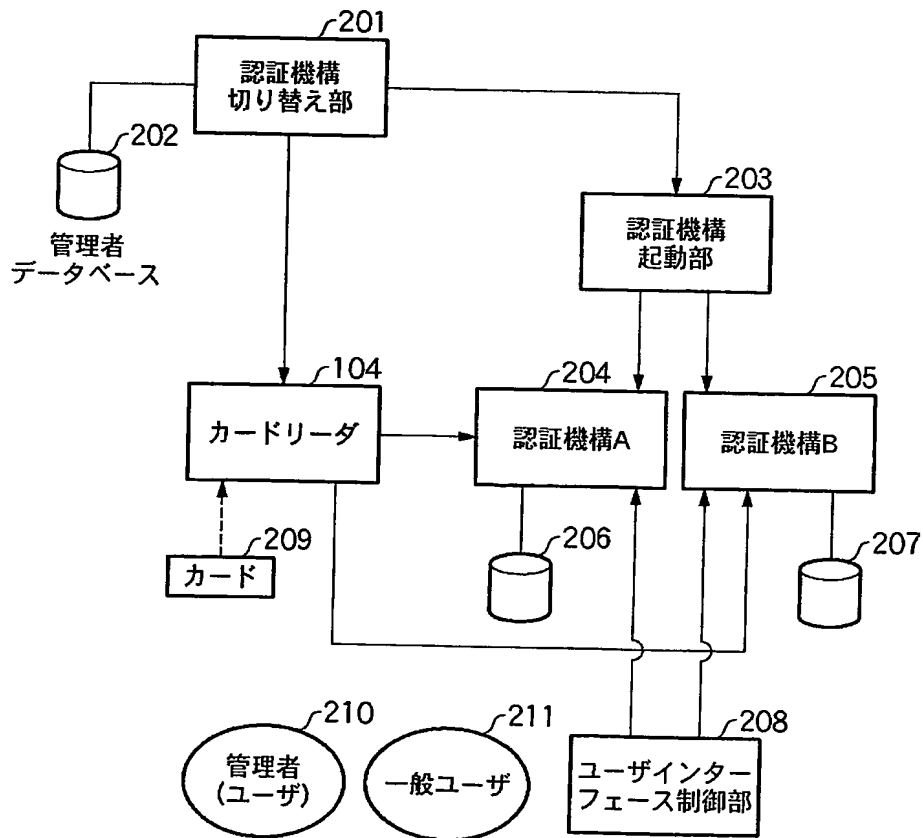 201
認証機構
切り替え部
202
管理者
データベース
203
認証機構
起動部
104
カードリーダ
204
認証機構A
205
認証機構B
209
カード
206
207
210
管理者
(ユーザ)
211
一般ユーザ
208
ユーザインター
フェース制御部